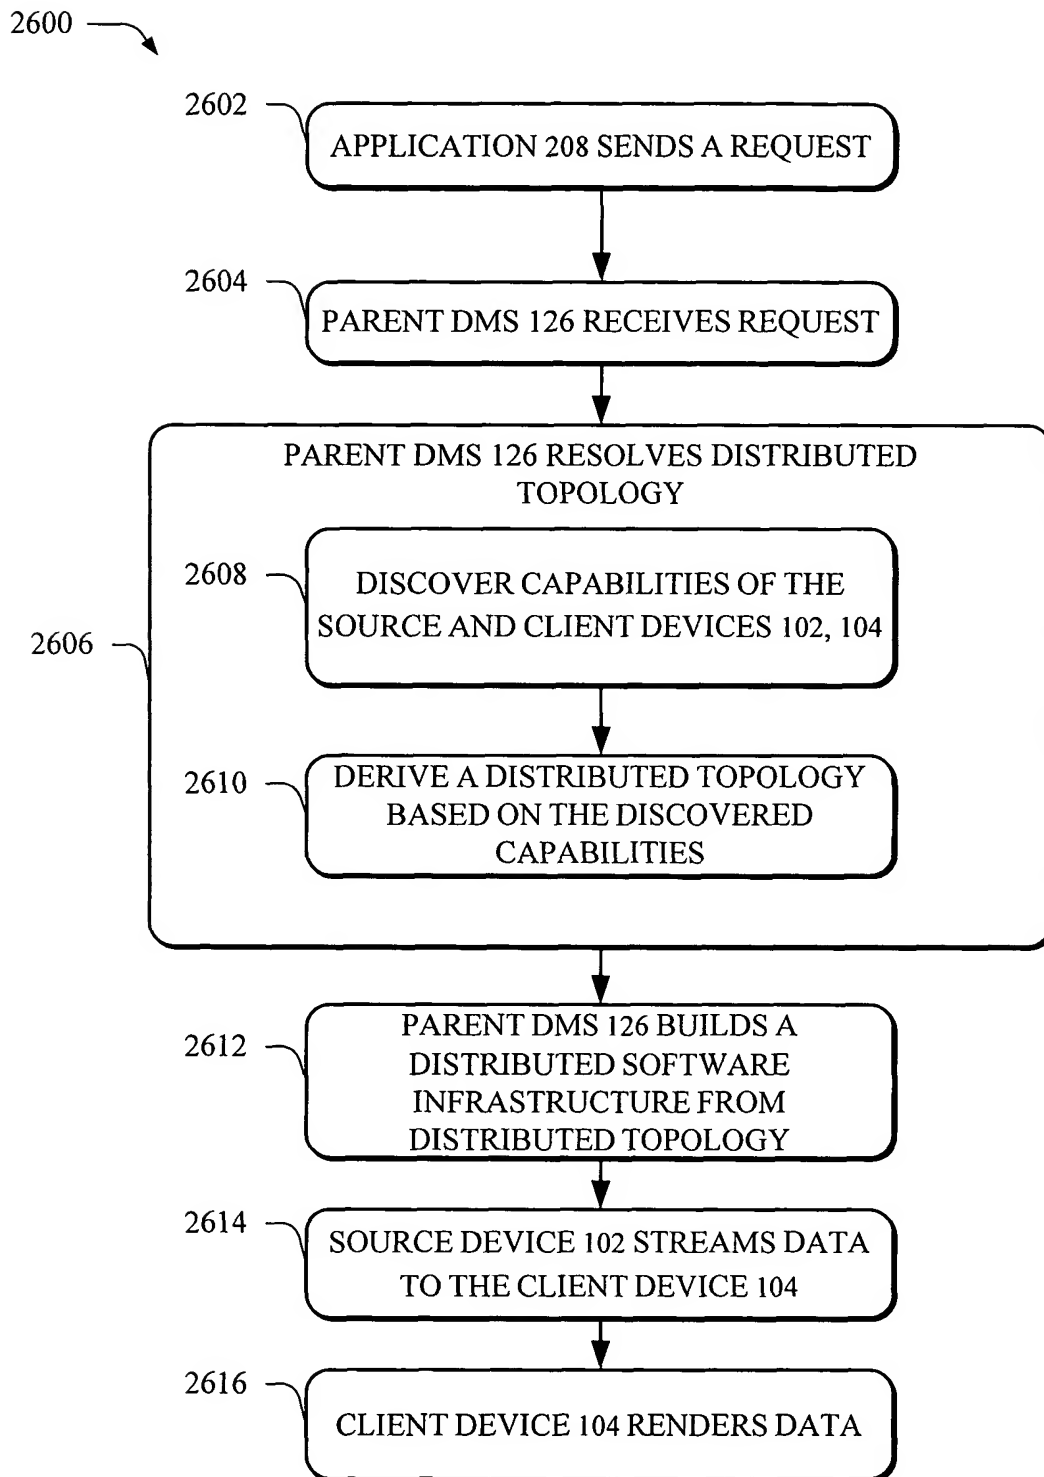 2600
2602
APPLICATION 208 SENDS A REQUEST
2604
PARENT DMS 126 RECEIVES REQUEST
PARENT DMS 126 RESOLVES DISTRIBUTED
TOPOLOGY
2606
2608
DISCOVER CAPABILITIES OF THE
SOURCE AND CLIENT DEVICES 102, 104
2610
DERIVE A DISTRIBUTED TOPOLOGY
BASED ON THE DISCOVERED
CAPABILITIES
2612
PARENT DMS 126 BUILDS A
DISTRIBUTED SOFTWARE
INFRASTRUCTURE FROM
DISTRIBUTED TOPOLOGY
2614
SOURCE DEVICE 102 STREAMS DATA
TO THE CLIENT DEVICE 104
2616
CLIENT DEVICE 104 RENDERS DATA